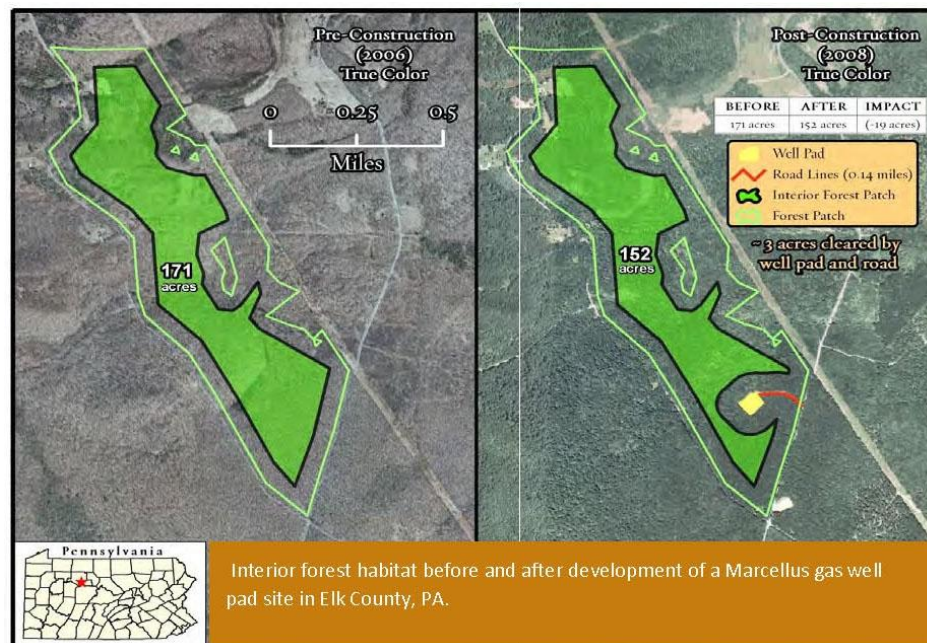 Pre-Construction
(2006)
True Color
0 0.25 0.5
Miles
171
acres
Post-Construction
(2008)
True Color
BEFORE AFTER IMPACT
171 acres 152 acres (-19 acres)
Well Pad
Road Lines (0.14 miles)
Interior Forest Patch
Forest Patch
~ 3 acres cleared by
well pad and road
152
acres
Pennsylvania
Interior forest habitat before and after development of a Marcellus gas well
pad site in Elk County, PA.